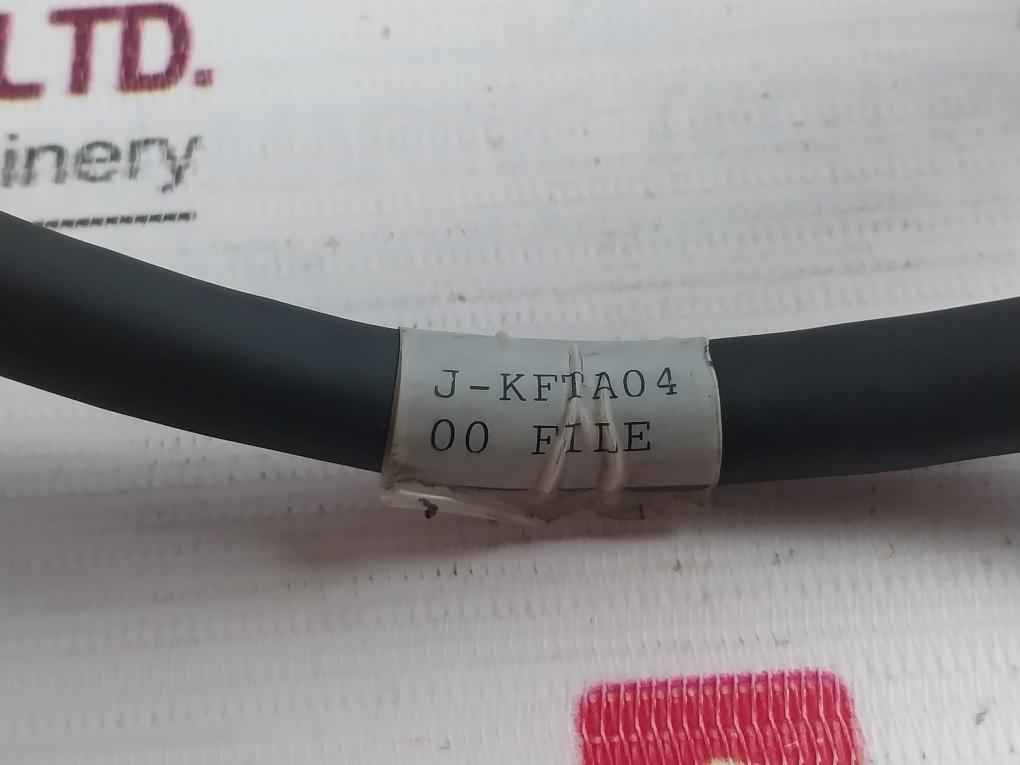 LTD.
inery
J-KFTA04
00 FILE